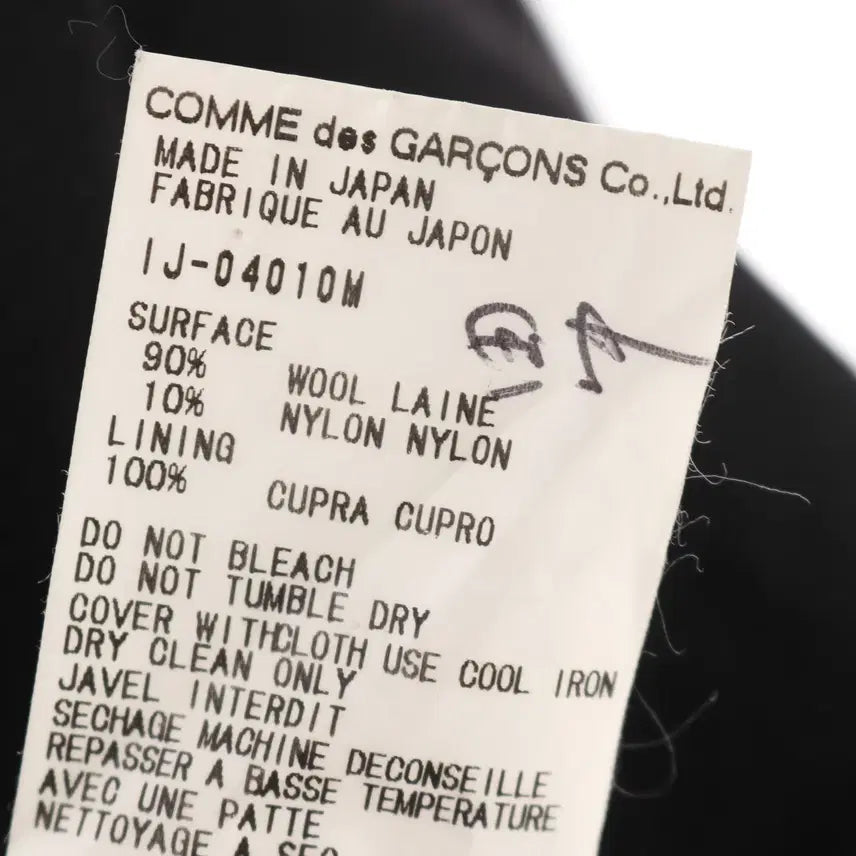 COMME des GARÇONS Co.,Ltd.
MADE IN JAPAN
FABRIQUE AU JAPON
IJ-04010M
SURFACE
90% WOOL LAINE
10% NYLON NYLON
LINING
100% CUPRA CUPRO
DO NOT BLEACH
DO NOT TUMBLE DRY
COVER WITHCLOTH USE COOL IRON
DRY CLEAN ONLY
JAVEL INTERDIT
SECHAGE MACHINE DECONSEILLE
REPASSER A BASSE TEMPERATURE
AVEC UNE PATTE
NETTOYAGE A SEC